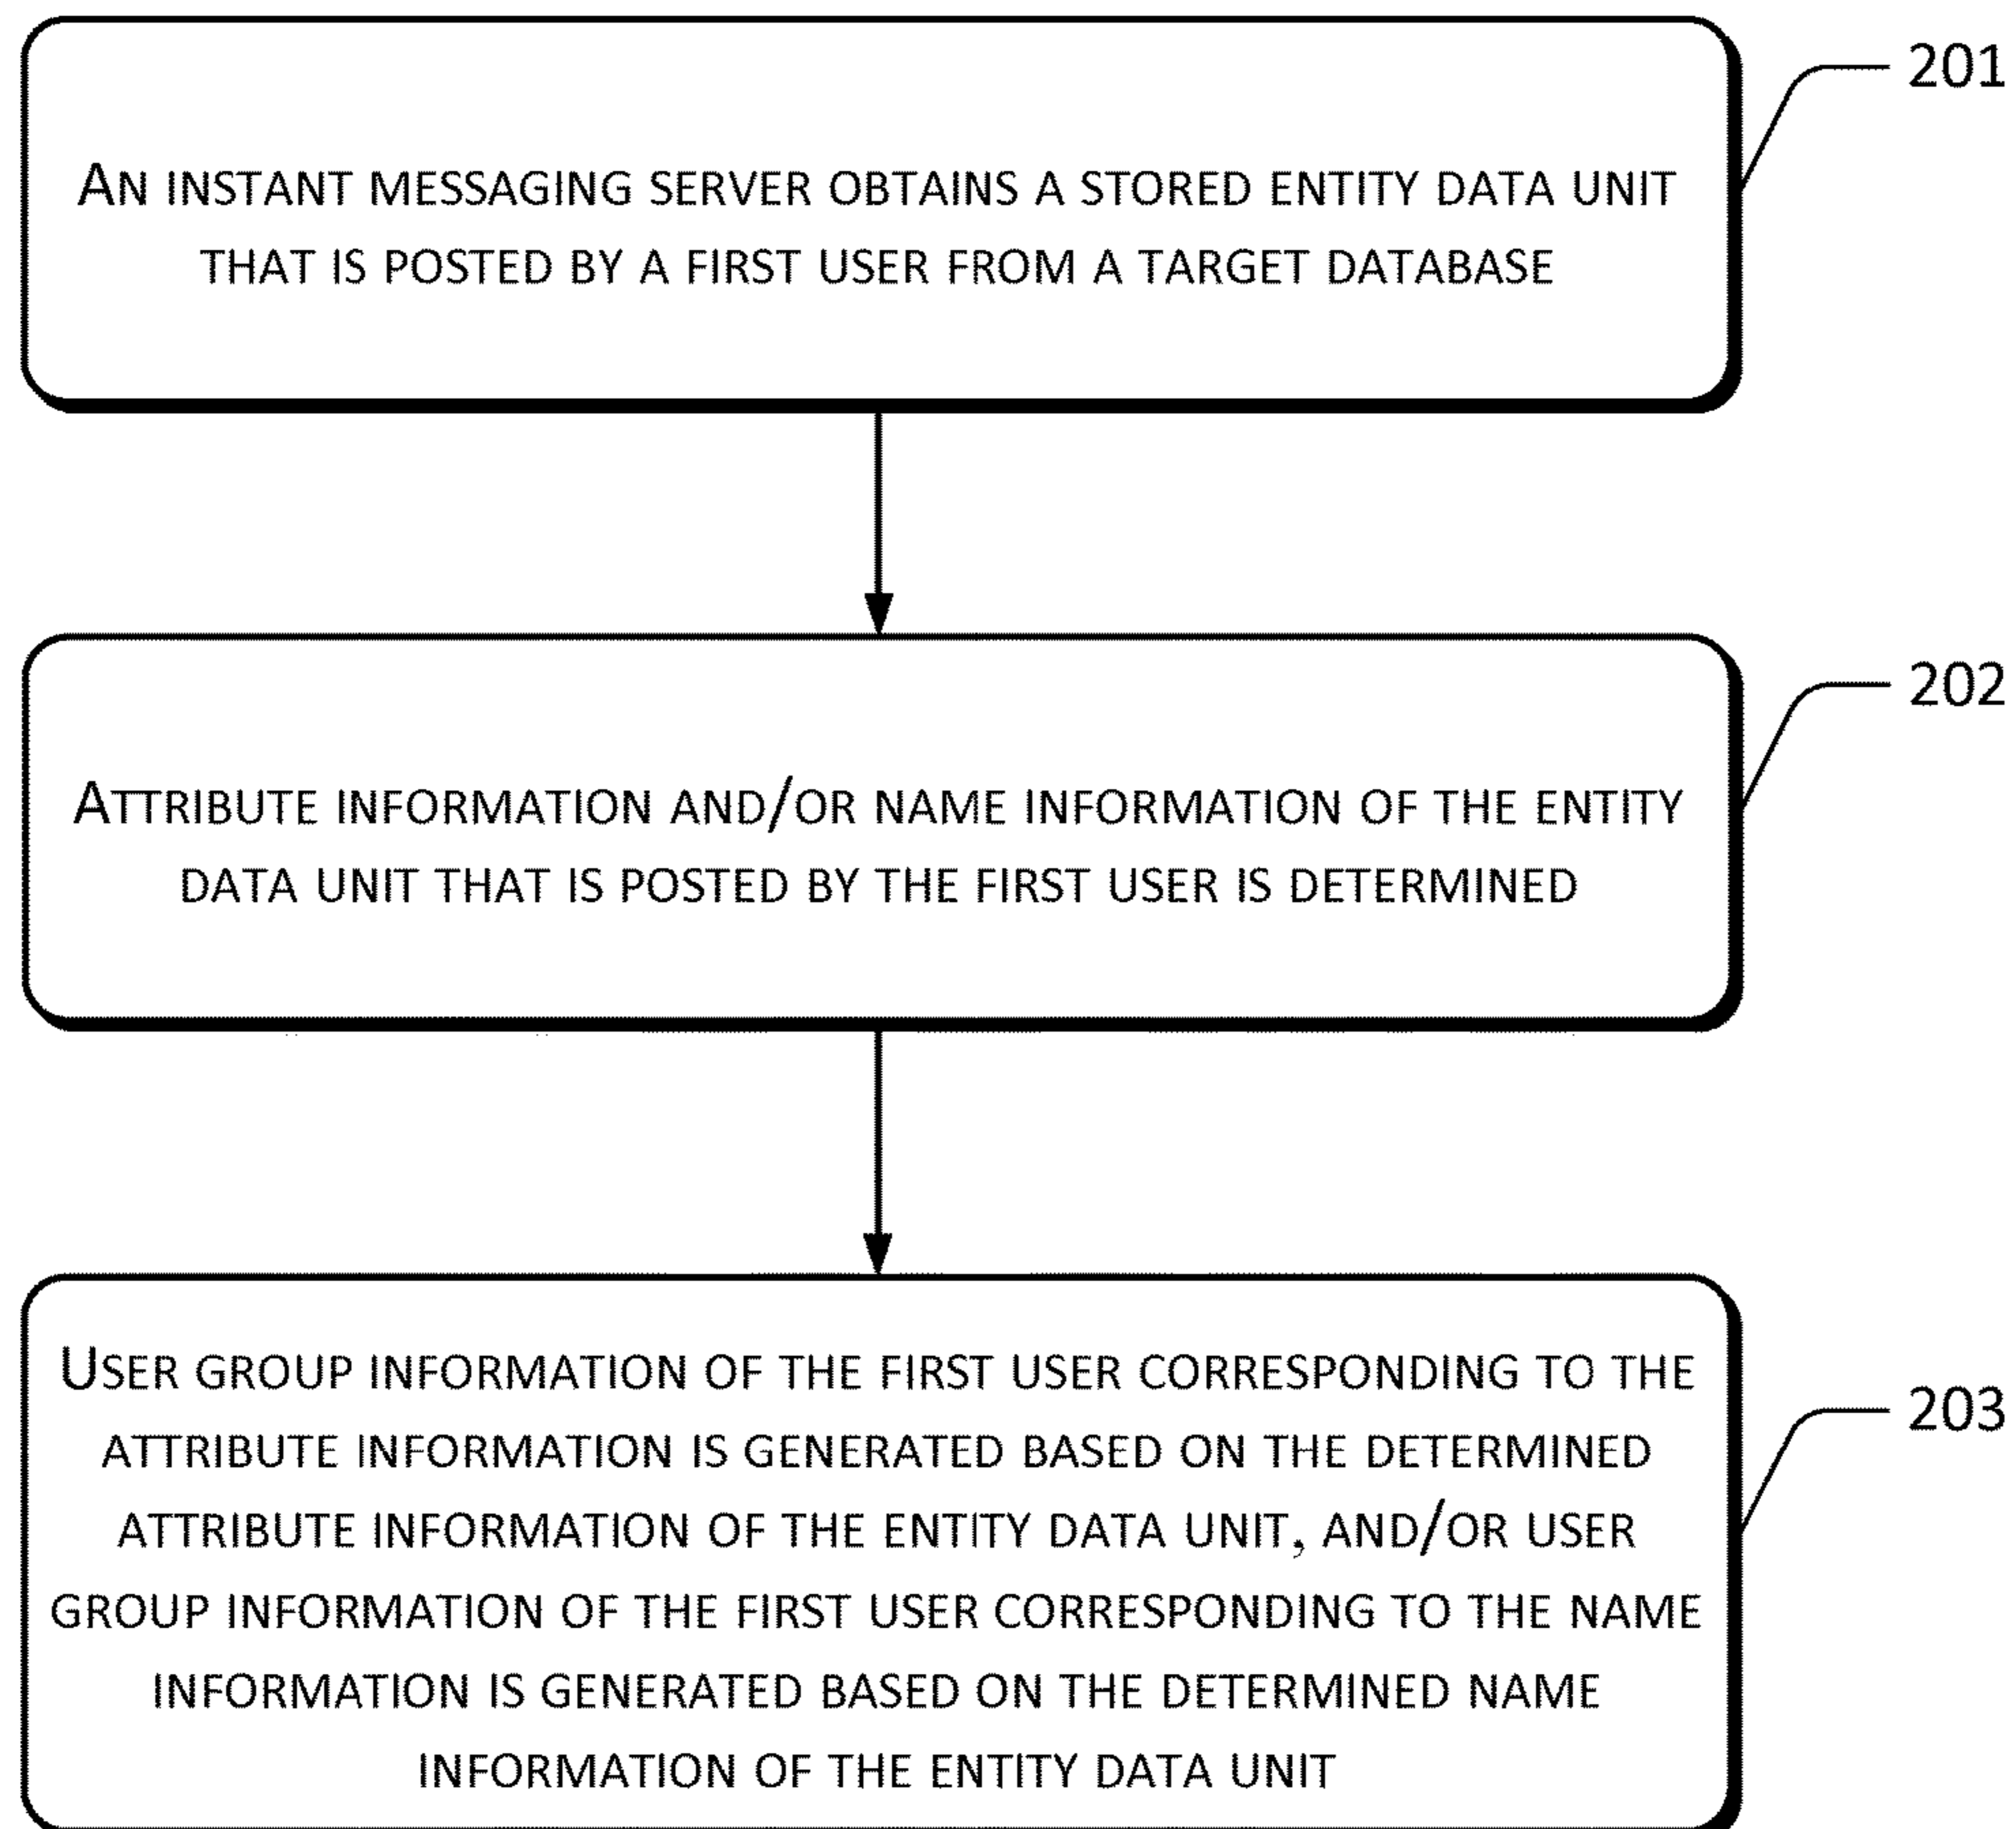 201
AN INSTANT MESSAGING SERVER OBTAINS A STORED ENTITY DATA UNIT
THAT IS POSTED BY A FIRST USER FROM A TARGET DATABASE
202
ATTRIBUTE INFORMATION AND/OR NAME INFORMATION OF THE ENTITY
DATA UNIT THAT IS POSTED BY THE FIRST USER IS DETERMINED
203
USER GROUP INFORMATION OF THE FIRST USER CORRESPONDING TO THE
ATTRIBUTE INFORMATION IS GENERATED BASED ON THE DETERMINED
ATTRIBUTE INFORMATION OF THE ENTITY DATA UNIT, AND/OR USER
GROUP INFORMATION OF THE FIRST USER CORRESPONDING TO THE NAME
INFORMATION IS GENERATED BASED ON THE DETERMINED NAME
INFORMATION OF THE ENTITY DATA UNIT